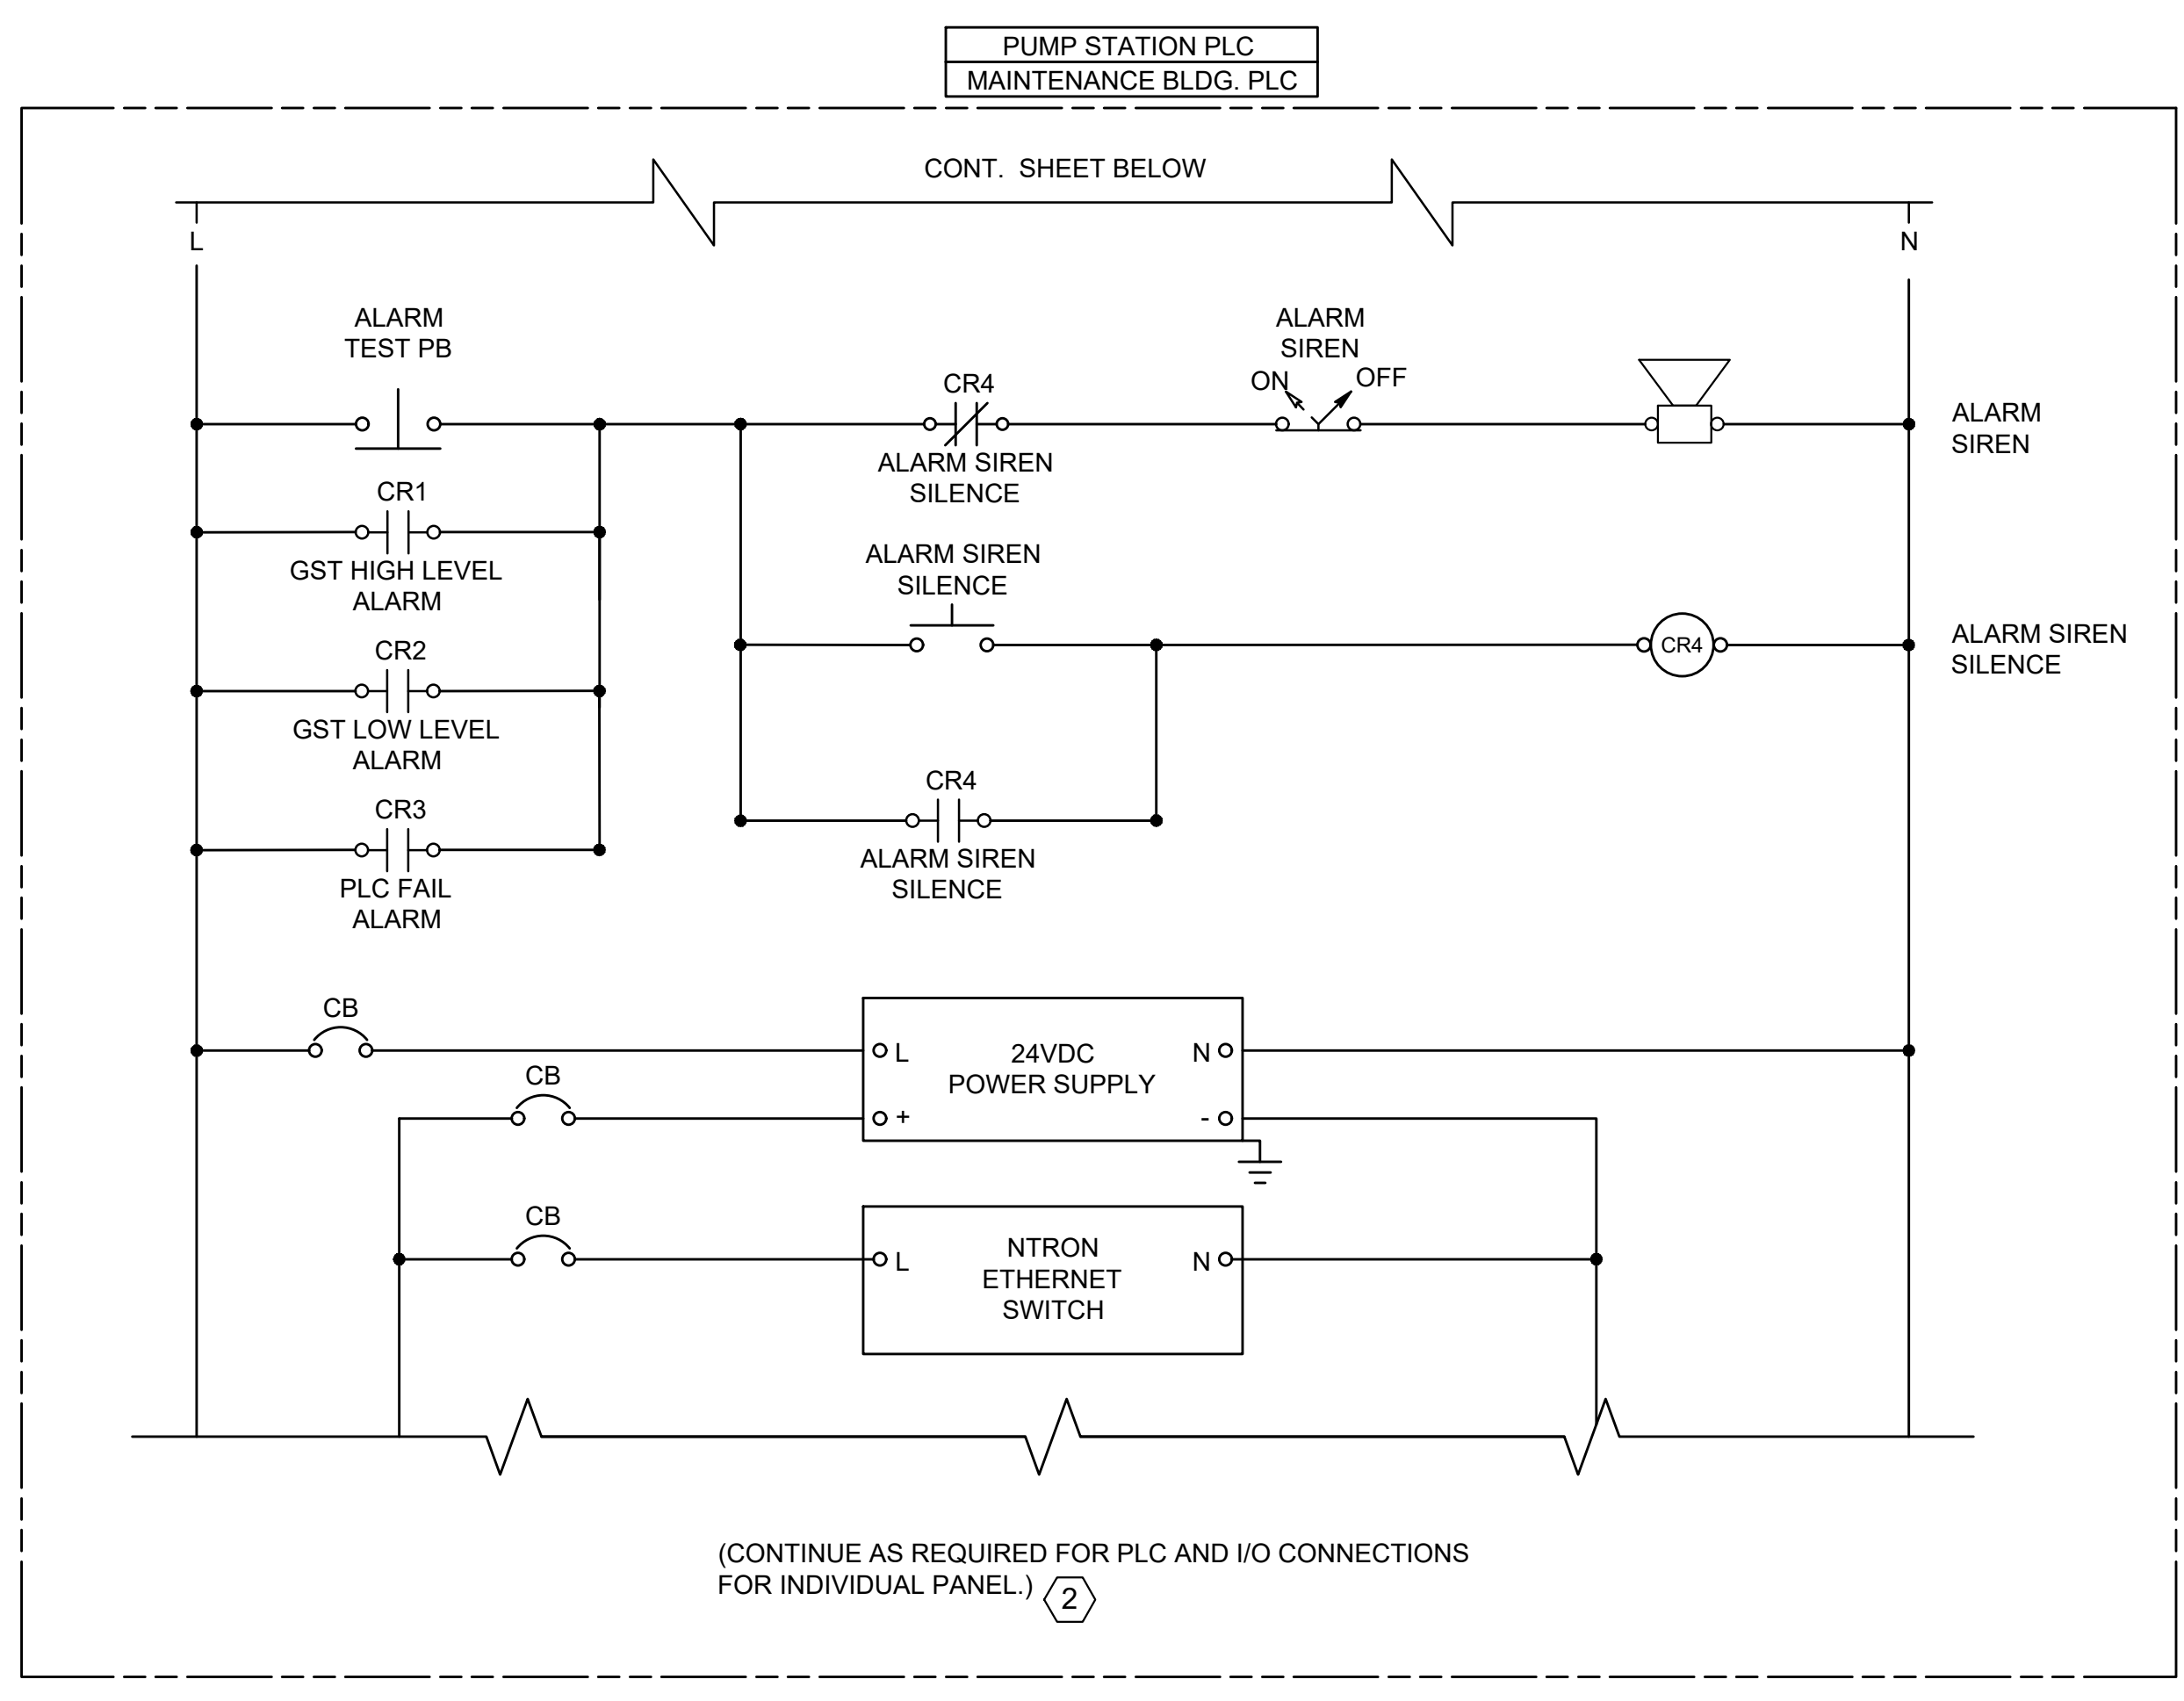 PUMP STATION PLC
MAINTENANCE BLDG. PLC
CONT. SHEET BELOW
L
N
ALARM
TEST PB
CR4
ALARM SIREN
SILENCE
ALARM
SIREN
ON
OFF
ALARM
SIREN
CR1
GST HIGH LEVEL
ALARM
ALARM SIREN
SILENCE
CR4
ALARM SIREN
SILENCE
CR2
GST LOW LEVEL
ALARM
CR4
ALARM SIREN
SILENCE
CR3
PLC FAIL
ALARM
CB
L
24VDC
POWER SUPPLY
N
CB
+
-
CB
L
NTRON
ETHERNET
SWITCH
N
(CONTINUE AS REQUIRED FOR PLC AND I/O CONNECTIONS
FOR INDIVIDUAL PANEL.)
2